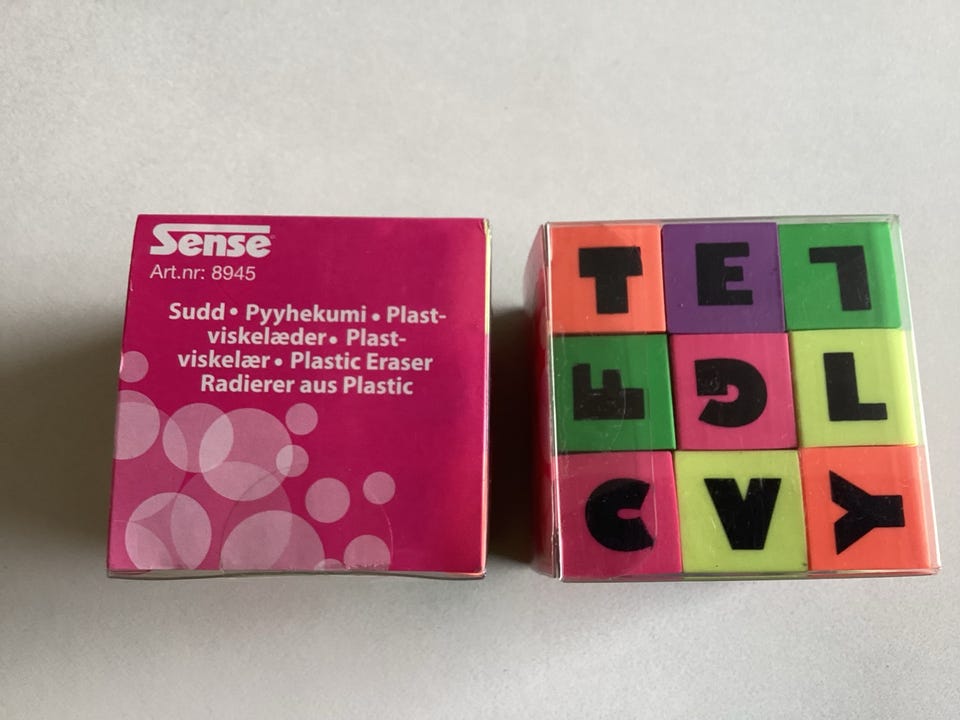 Sense
Art.nr: 8945
Sudd • Pyyhekumi • Plast-
viskelæder • Plast-
viskelær • Plastic Eraser
Radierer aus Plastic
T E L
F G L
C V Y